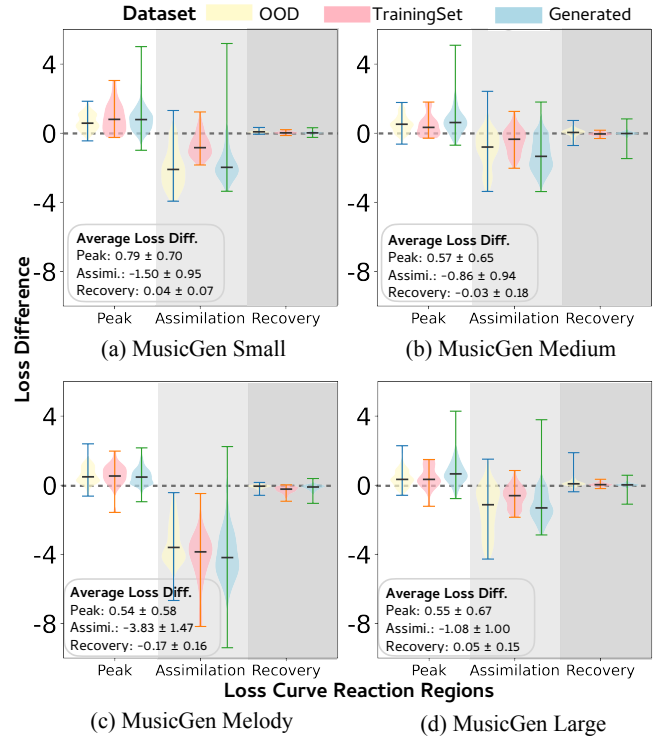 Dataset OOD TrainingSet Generated
Loss Difference
4
0
-4
-8
Average Loss Diff.
Peak: 0.79 ± 0.70
Assimi.: -1.50 ± 0.95
Recovery: 0.04 ± 0.07
Peak Assimilation Recovery
(a) MusicGen Small
4
0
-4
-8
Average Loss Diff.
Peak: 0.57 ± 0.65
Assimi.: -0.86 ± 0.94
Recovery: -0.03 ± 0.18
Peak Assimilation Recovery
(b) MusicGen Medium
4
0
-4
-8
Average Loss Diff.
Peak: 0.54 ± 0.58
Assimi.: -3.83 ± 1.47
Recovery: -0.17 ± 0.16
Peak Assimilation Recovery
4
0
-4
-8
Average Loss Diff.
Peak: 0.55 ± 0.67
Assimi.: -1.08 ± 1.00
Recovery: 0.05 ± 0.15
Peak Assimilation Recovery
Loss Curve Reaction Regions
(c) MusicGen Melody
(d) MusicGen Large